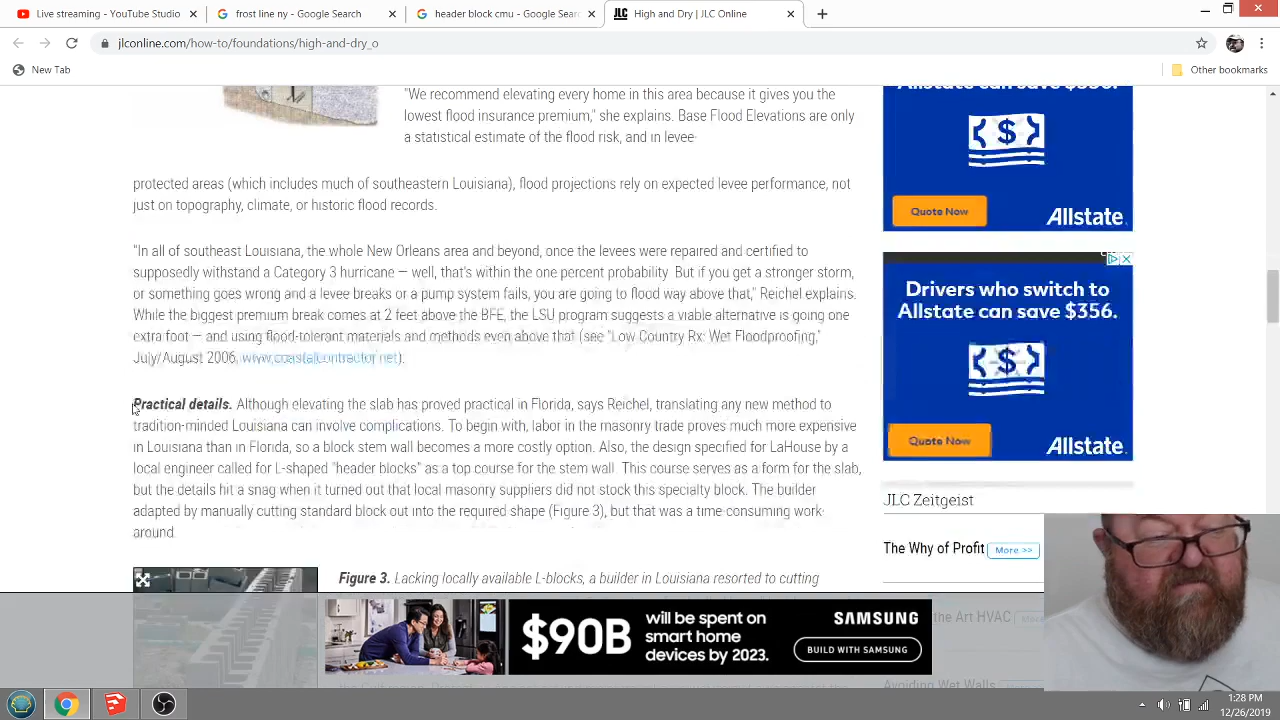 Live streaming - YouTube Studio
frost line ny - Google Search
header block cmu - Google Sear
JLC High and Dry | JLC Online
jlconline.com/how-to/foundations/high-and-dry_o
New Tab
Other bookmarks
"We recommend elevating every home in this area because it gives you the
lowest flood insurance premium," she explains. Base Flood Elevations are only
a statistical estimate of the flood risk, and in levee-
protected areas (which includes much of southeastern Louisiana), flood projections rely on expected levee performance, not
just on topography, climate, or historic flood records.
"In all of southeast Louisiana, the whole New Orleans area and beyond, once the levees were repaired and certified to
supposedly withstand a Category 3 hurricane — well, that's within the one percent probability. But if you get a stronger storm,
or something goes wrong and a levee breaks or a pump system fails, you are going to flood way above that," Reichel explains.
While the biggest premium break comes at 2 feet above the BFE, the LSU program suggests a viable alternative is going one
extra foot — and using flood-tolerant materials and methods even above that (see "Low Country Rx: Wet Floodproofing,"
July/August 2006, www.coastalcontractor.net).
Practical details. Although elevating the slab has proved practical in Florida, says Reichel, translating any new method to
tradition-minded Louisiana can involve complications. To begin with, labor in the masonry trade proves much more expensive
in Louisiana than in Florida, so a block stem wall becomes a more costly option. Also, the design specified for LaHouse by a
local engineer called for L-shaped "header blocks" as a top course for the stem wall. This course serves as a form for the slab,
but the details hit a snag when it turned out that local masonry suppliers did not stock this specialty block. The builder
adapted by manually cutting standard block out into the required shape (Figure 3), but that was a time consuming work-
around.
Figure 3. Lacking locally available L-blocks, a builder in Louisiana resorted to cutting
Allstate can save $356.
$
Quote Now
Allstate.
Drivers who switch to
Allstate can save $356.
$
Quote Now
Allstate.
JLC Zeitgeist
The Why of Profit More >>
the Art HVAC More
Avoiding Wet Walls
$90B
will be spent on
smart home
devices by 2023.
SAMSUNG
BUILD WITH SAMSUNG
1:28 PM
12/26/2019